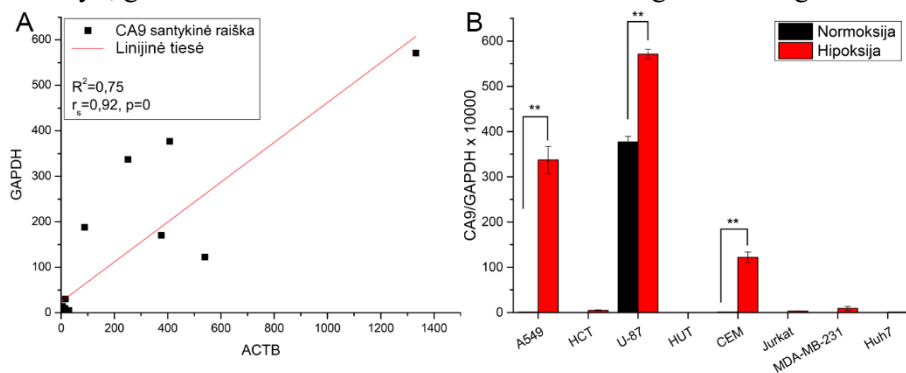 A
CA9 santykinė raiška
Linijinė tiesė
R²=0,75
rs=0,92, p=0
GAPDH
600
500
400
300
200
100
0
0
200
400
600
800
1000
1200
1400
ACTB
B
Normoksija
Hipoksija
CA9/GAPDH x 10000
600
500
400
300
200
100
0
**
**
**
A549
HCT
U-87
HUT
CEM
Jurkat
MDA-MB-231
Huh7